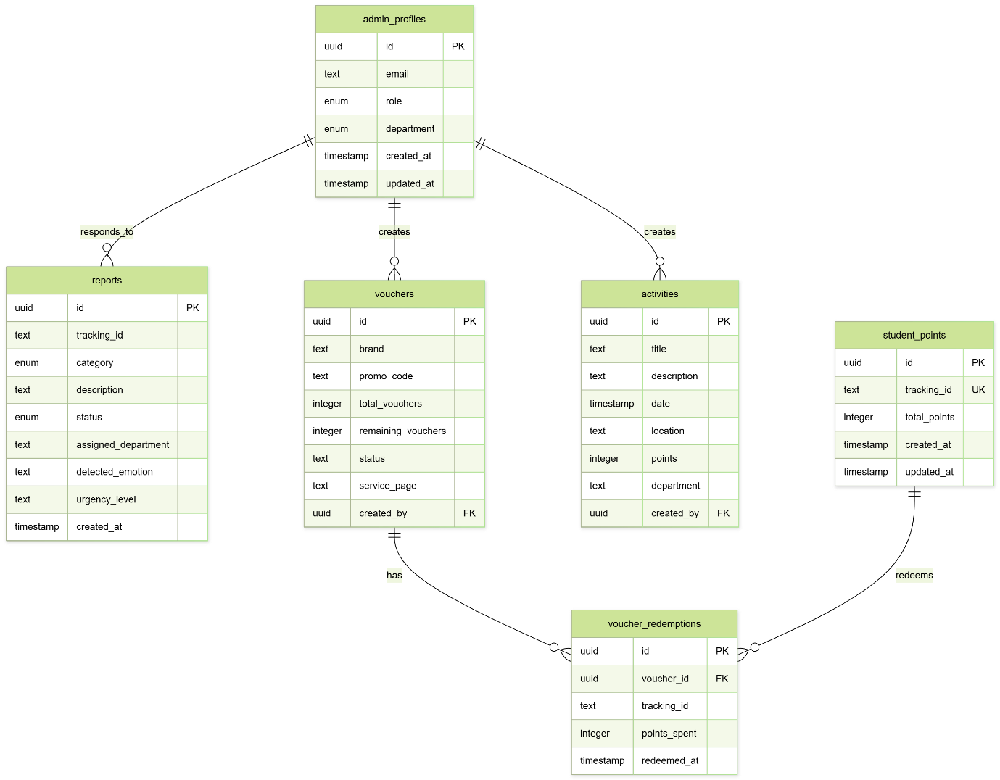 admin_profiles
uuid id PK
text email
enum role
enum department
timestamp created_at
timestamp updated_at
responds_to
creates
creates
reports
uuid id PK
text tracking_id
enum category
text description
enum status
text assigned_department
text detected_emotion
text urgency_level
timestamp created_at
vouchers
uuid id PK
text brand
text promo_code
integer total_vouchers
integer remaining_vouchers
text status
text service_page
uuid created_by FK
activities
uuid id PK
text title
text description
timestamp date
text location
integer points
text department
uuid created_by FK
student_points
uuid id PK
text tracking_id UK
integer total_points
timestamp created_at
timestamp updated_at
has
redeems
voucher_redemptions
uuid id PK
uuid voucher_id FK
text tracking_id
integer points_spent
timestamp redeemed_at